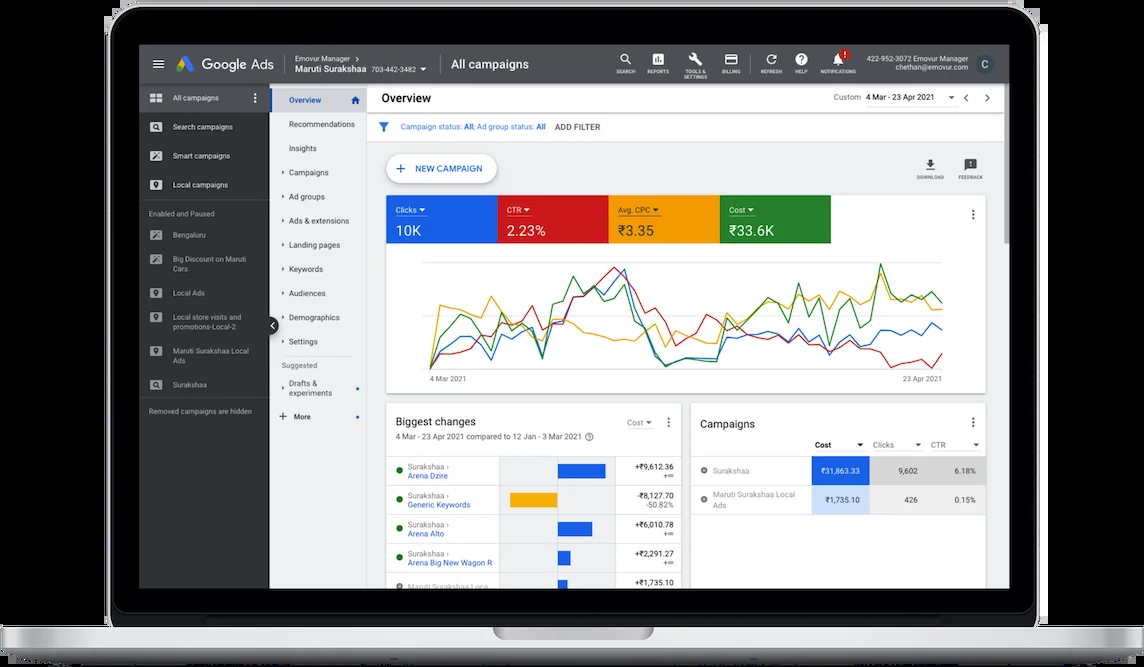 Google Ads
Emovur Manager >
Maruti Surakshaa 703-442-3482
All campaigns
SEARCH
REPORTS
TOOLS &
SETTINGS
BILLING
REFRESH
HELP
!
NOTIFICATIONS
422-952-3072 Emovur Manager
chethan@emovur.com
C
All campaigns
Search campaigns
Smart campaigns
Local campaigns
Enabled and Paused
Bengaluru
Big Discount on Maruti
Cars
Local Ads
Local store visits and
promotions-Local-2
Maruti Surakshaa Local
Ads
Surakshaa
Removed campaigns are hidden
Overview
Recommendations
Insights
Campaigns
Ad groups
Ads & extensions
Landing pages
Keywords
Audiences
Demographics
Settings
Suggested
Drafts &
experiments
+ More
Overview
Custom 4 Mar - 23 Apr 2021
Campaign status: All; Ad group status: All ADD FILTER
+ NEW CAMPAIGN
DOWNLOAD
FEEDBACK
Clicks
10K
CTR
2.23%
Avg. CPC
₹3.35
Cost
₹33.6K
4 Mar 2021
23 Apr 2021
Biggest changes
Cost
4 Mar - 23 Apr 2021 compared to 12 Jan - 3 Mar 2021
Surakshaa ›
Arena Dzire
+₹9,612.36
+∞
Surakshaa ›
Generic Keywords
-₹8,127.70
-50.82%
Surakshaa ›
Arena Alto
+₹6,010.78
+∞
Surakshaa ›
Arena Big New Wagon R
+₹2,291.27
+∞
Maruti Surakshaa Loca
+₹1,735.10
Campaigns
Cost Clicks CTR
Surakshaa ₹31,863.33 9,602 6.18%
Maruti Surakshaa Local
Ads
₹1,735.10 426 0.15%